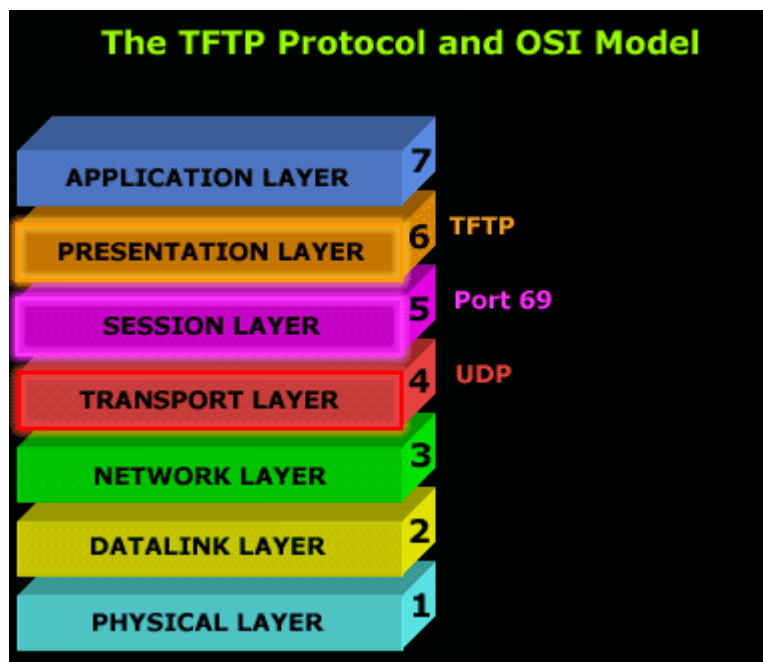 The TFTP Protocol and OSI Model
APPLICATION LAYER 7
PRESENTATION LAYER 6 TFTP
SESSION LAYER 5 Port 69
TRANSPORT LAYER 4 UDP
NETWORK LAYER 3
DATALINK LAYER 2
PHYSICAL LAYER 1